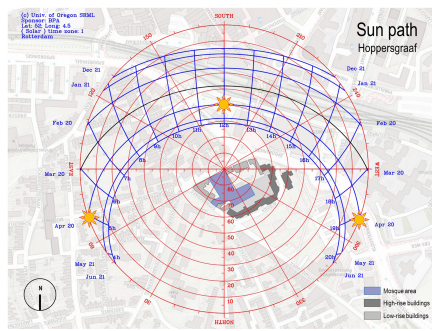 (c) Univ. of Oregon SRML
Sponsor: BPA
Lat: 52; Long: 4.5
( Solar ) time zone: 1
Rotterdam
SOUTH
Sun path
Hoppersgraaf
150
210
Dec 21
Dec 21
Jan 21
Jan 21
120
240
Feb 20
Feb 20
12h
11h
13h
10h
14h
9h
15h
8h
16h
7h
17h
6h
18h
5h
19h
4h
20h
EAST
WEST
Mar 20
Mar 20
Apr 20
Apr 20
60
300
May 21
May 21
Jun 21
Jun 21
80
70
60
50
40
30
20
10
30
330
NORTH
Mosque area
High-rise buildings
Low-rise buildings